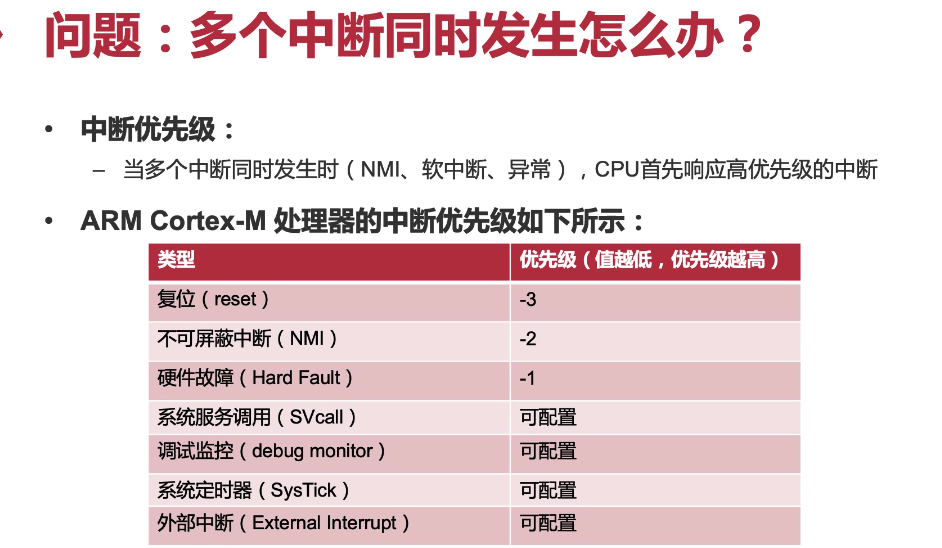 问题：多个中断同时发生怎么办？
• 中断优先级：
– 当多个中断同时发生时（NMI、软中断、异常），CPU首先响应高优先级的中断
• ARM Cortex-M 处理器的中断优先级如下所示：
类型 优先级（值越低，优先级越高）
复位（reset） -3
不可屏蔽中断（NMI） -2
硬件故障（Hard Fault） -1
系统服务调用（SVcall） 可配置
调试监控（debug monitor） 可配置
系统定时器（SysTick） 可配置
外部中断（External Interrupt） 可配置